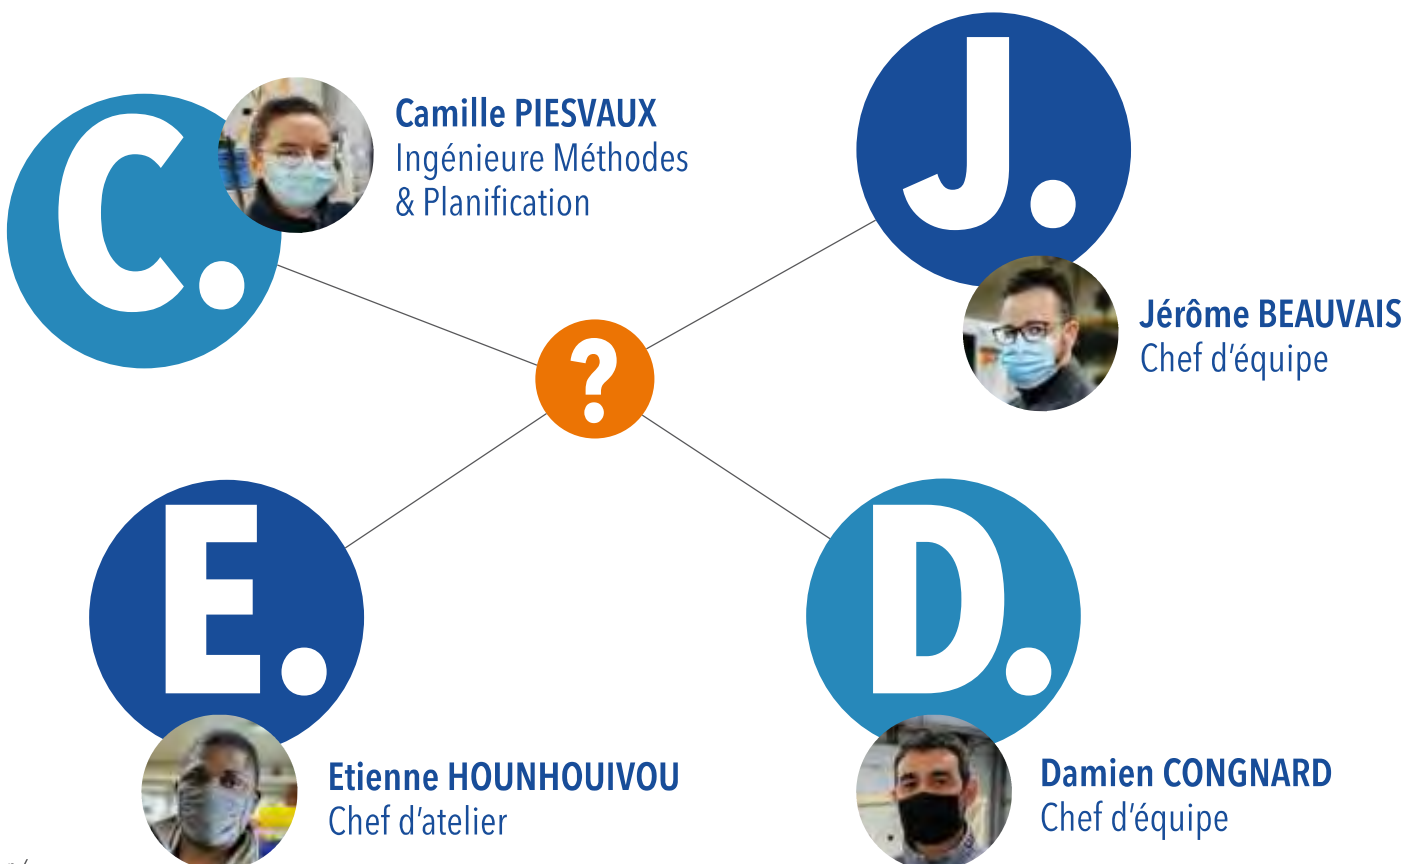 C.
Camille PIESVAUX
Ingénieure Méthodes
& Planification
J.
Jérôme BEAUVAIS
Chef d'équipe
?
E.
Etienne HOUNHOUIVOU
Chef d'atelier
D.
Damien CONGNARD
Chef d'équipe